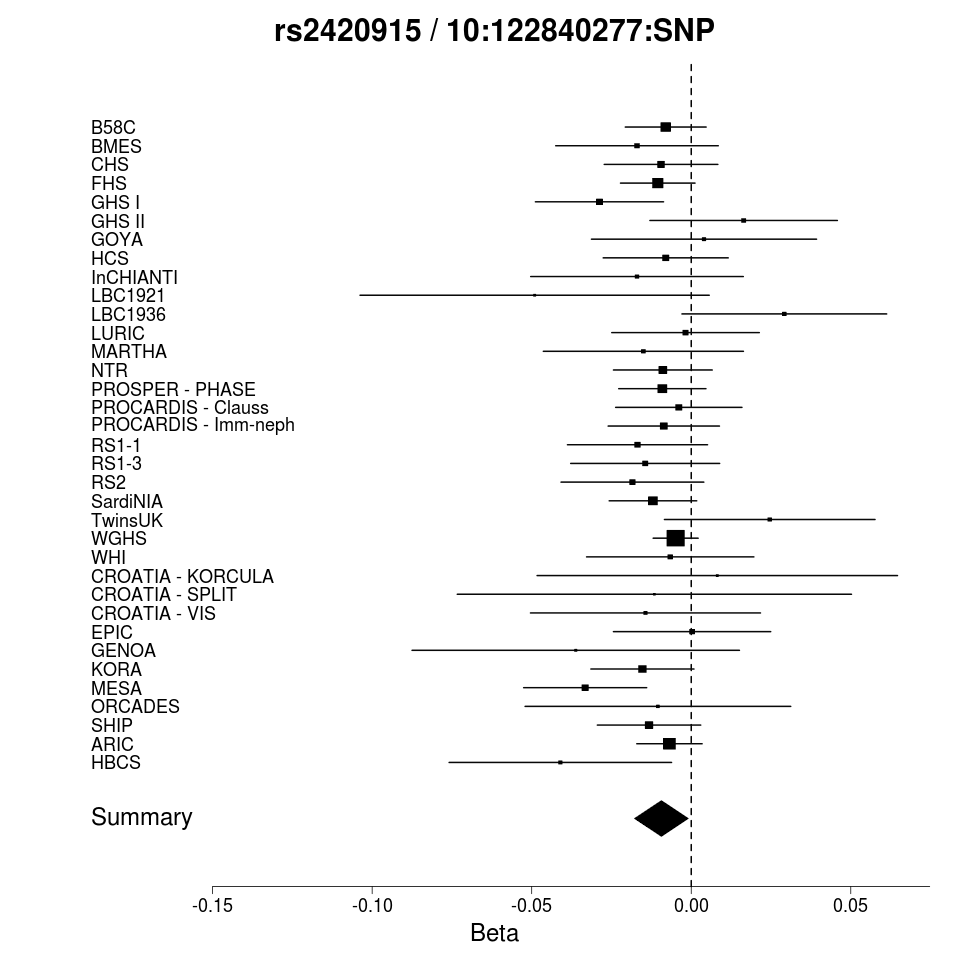 rs2420915 / 10:122840277:SNP
B58C
BMES
CHS
FHS
GHS I
GHS II
GOYA
HCS
InCHIANTI
LBC1921
LBC1936
LURIC
MARTHA
NTR
PROSPER - PHASE
PROCARDIS - Clauss
PROCARDIS - Imm-neph
RS1-1
RS1-3
RS2
SardiNIA
TwinsUK
WGHS
WHI
CROATIA - KORCULA
CROATIA - SPLIT
CROATIA - VIS
EPIC
GENOA
KORA
MESA
ORCADES
SHIP
ARIC
HBCS
Summary
-0.15 -0.10 -0.05 0.00 0.05
Beta